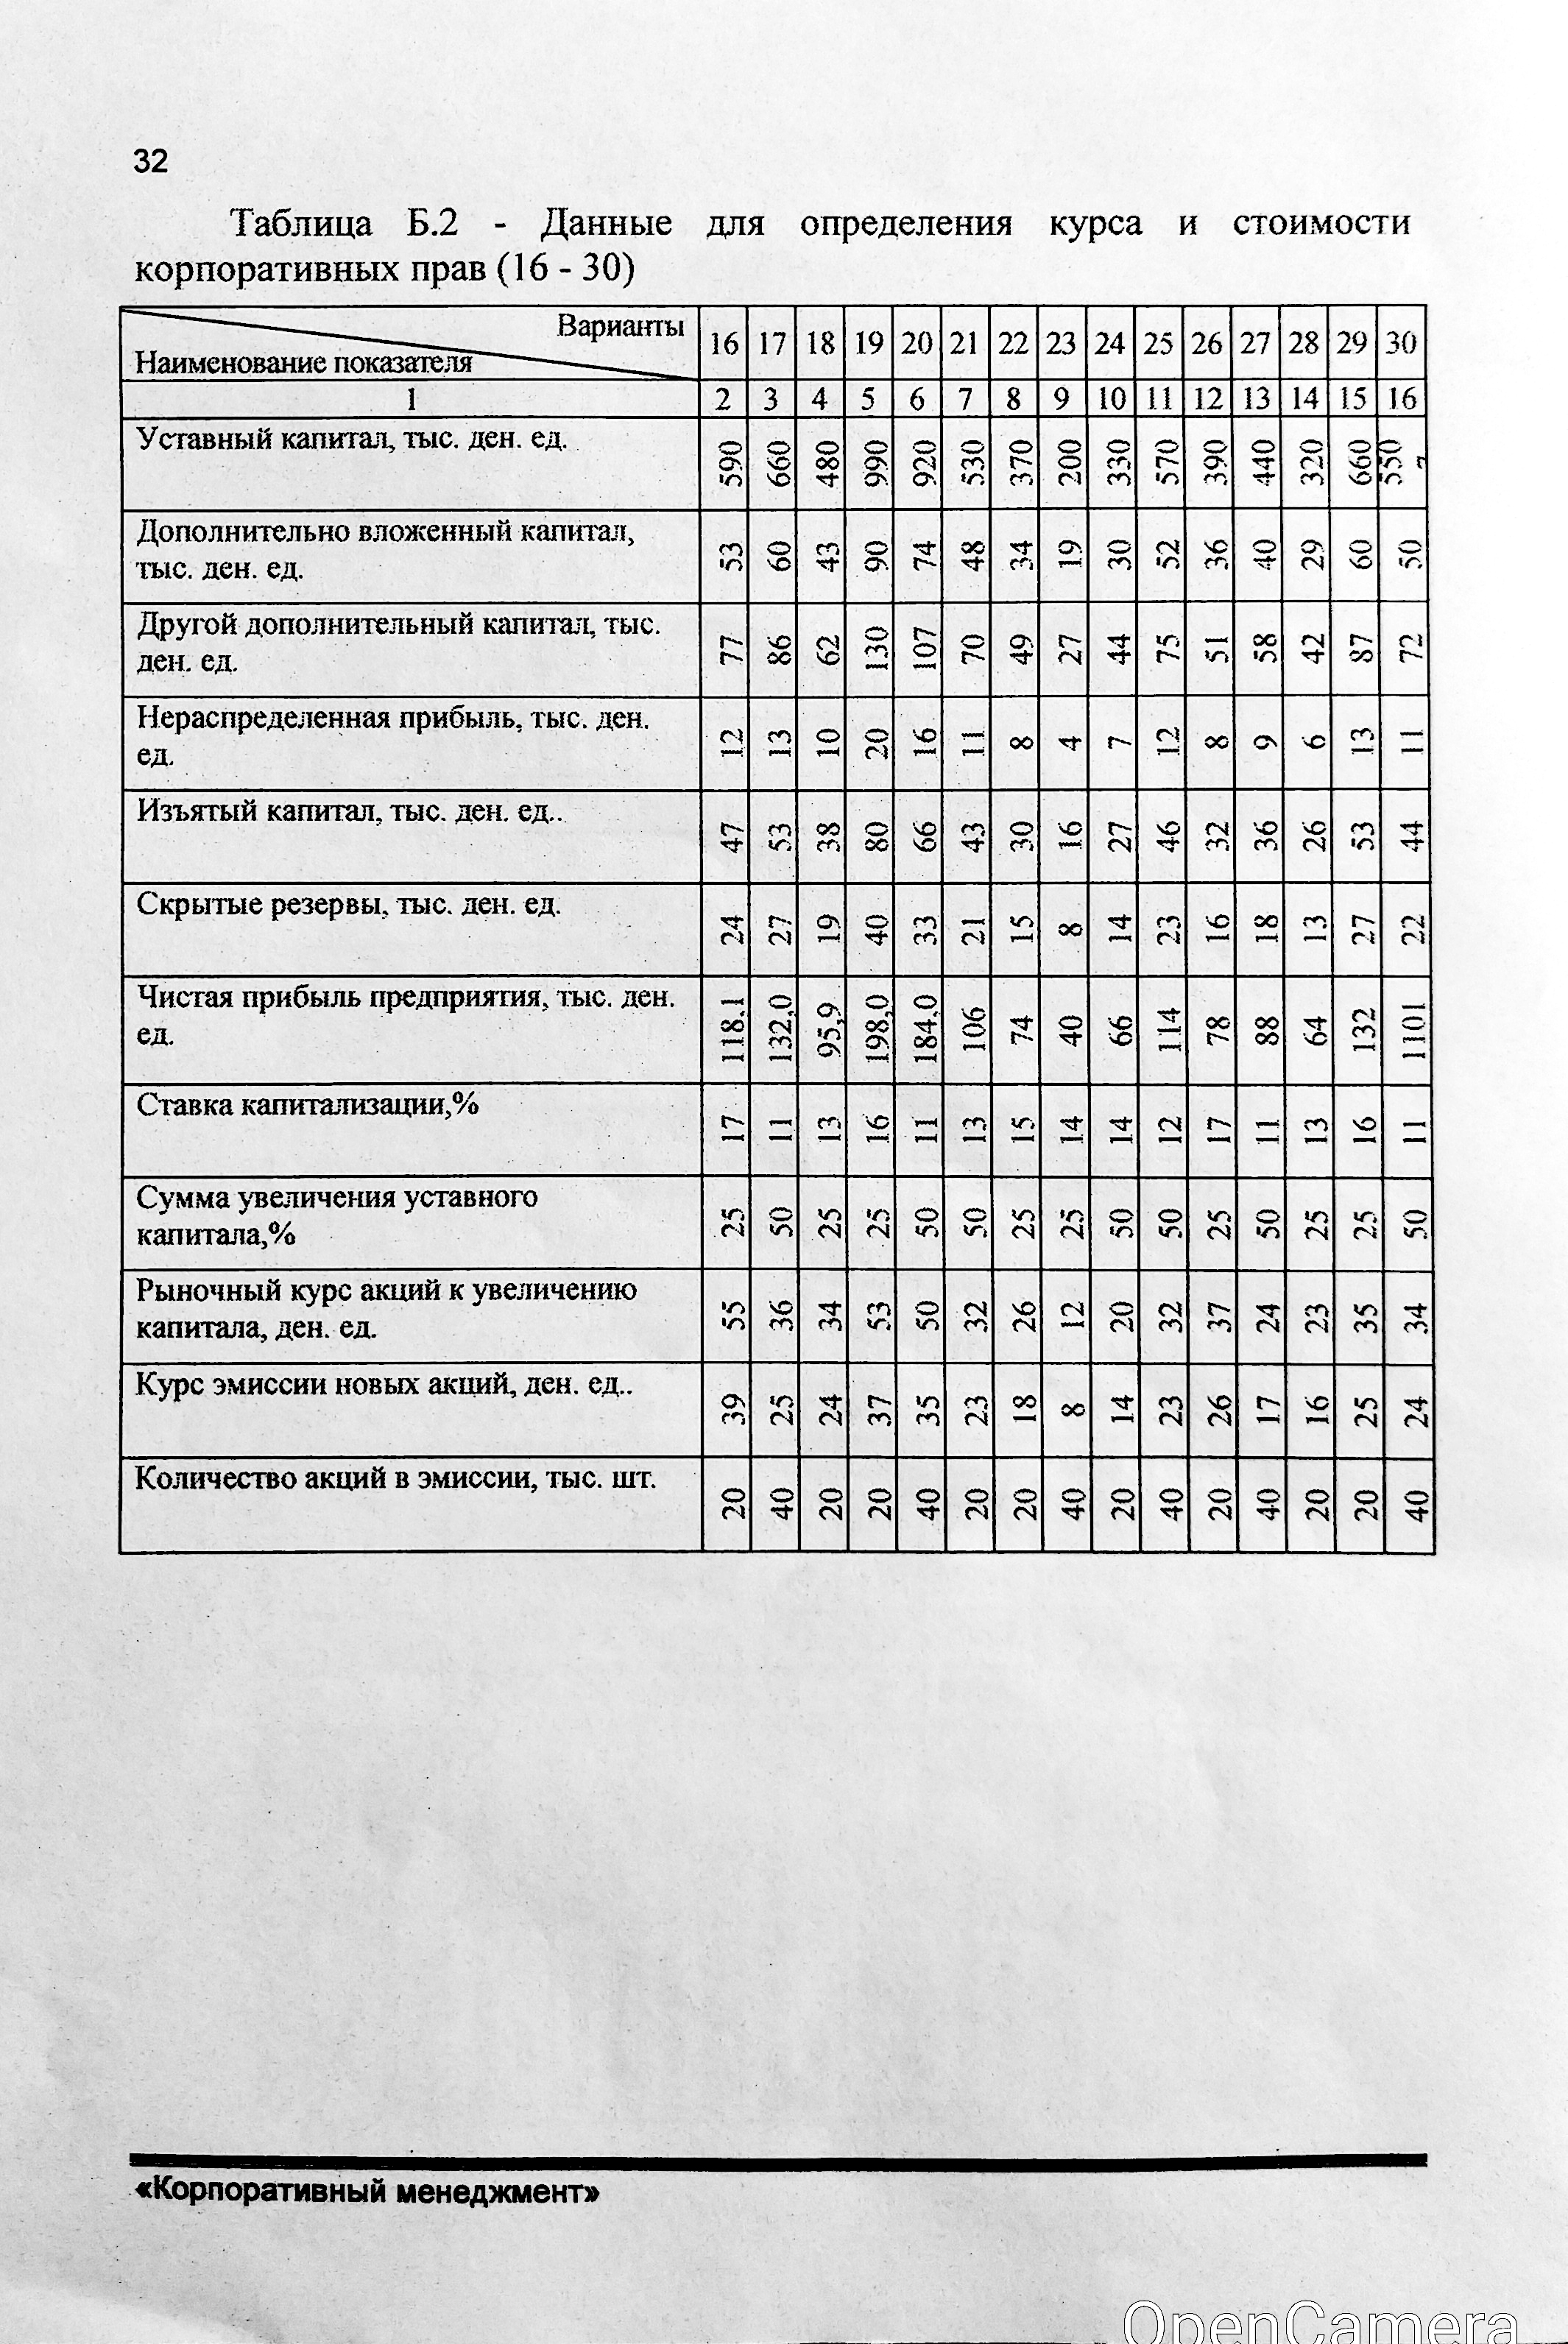 32
Таблица Б.2 - Данные для определения курса и стоимости
корпоративных прав (16 - 30)
Варианты
Наименование показателя 16 17 18 19 20 21 22 23 24 25 26 27 28 29 30
1 2 3 4 5 6 7 8 9 10 11 12 13 14 15 16
Уставный капитал, тыс. ден. ед. 590 660 480 990 920 530 370 200 330 570 390 440 320 660 550
Дополнительно вложенный капитал,
тыс. ден. ед. 53 60 43 90 74 48 34 19 30 52 36 40 29 60 50
Другой дополнительный капитал, тыс.
ден. ед. 77 86 62 130 107 70 49 27 44 75 51 58 42 87 72
Нераспределенная прибыль, тыс. ден.
ед. 12 13 10 20 16 11 8 4 7 12 8 9 6 13 11
Изъятый капитал, тыс. ден. ед.. 47 53 38 80 66 43 30 16 27 46 32 36 26 53 44
Скрытые резервы, тыс. ден. ед. 24 27 19 40 33 21 15 8 14 23 16 18 13 27 22
Чистая прибыль предприятия, тыс. ден.
ед. 118,1 132,0 95,9 198,0 184,0 106 74 40 66 114 78 88 64 132 1101
Ставка капитализации,% 17 11 13 16 11 13 15 14 14 12 17 11 13 16 11
Сумма увеличения уставного
капитала,% 25 50 25 25 50 50 25 25 50 50 25 50 25 25 50
Рыночный курс акций к увеличению
капитала, ден. ед. 55 36 34 53 50 32 26 12 20 32 37 24 23 35 34
Курс эмиссии новых акций, ден. ед.. 39 25 24 37 35 23 18 8 14 23 26 17 16 25 24
Количество акций в эмиссии, тыс. шт. 20 40 20 20 40 20 20 40 20 40 20 40 20 20 40
«Корпоративный менеджмент»
OpenCamera